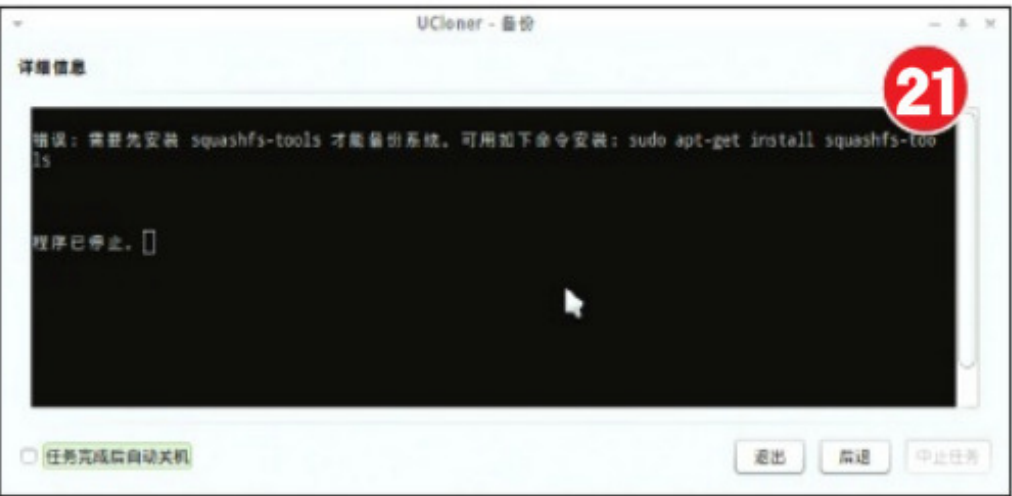 UCloner - 备份
详细信息
21
错误: 需要先安装 squashfs-tools 才能备份系统。可用如下命令安装: sudo apt-get install squashfs-too
ls
程序已停止.
任务完成后自动关机
退出
后退
中止任务